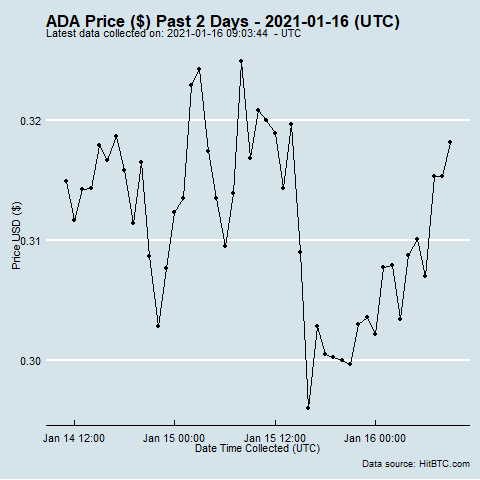 ADA Price ($) Past 2 Days - 2021-01-16 (UTC)
Latest data collected on: 2021-01-16 09:03:44 - UTC
0.32
0.31
0.30
Price USD ($)
Jan 14 12:00 Jan 15 00:00 Jan 15 12:00 Jan 16 00:00
Date Time Collected (UTC)
Data source: HitBTC.com